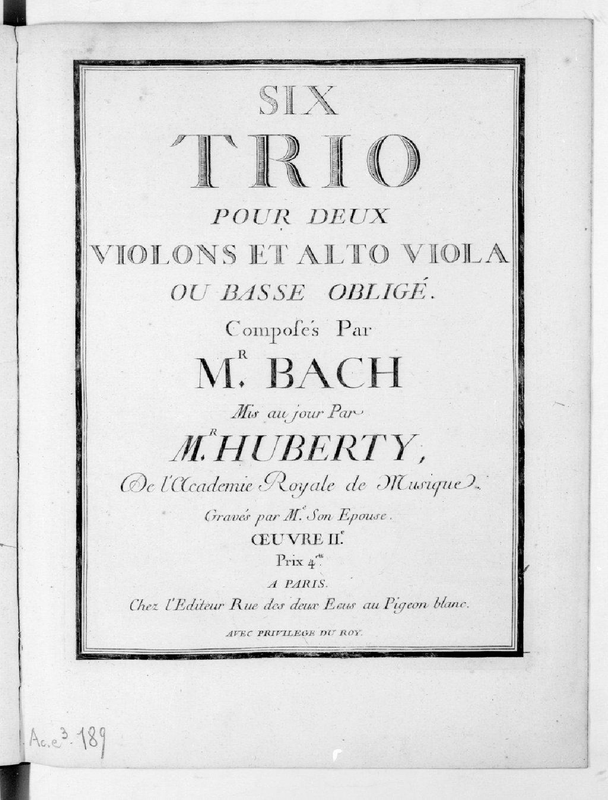 SIX
TRIO
POUR DEUX
VIOLONS ET ALTO VIOLA
OU BASSE OBLIGÉ.
Composés Par
M.R BACH
Mis au jour Par
M.R HUBERTY,
De l'Academie Royale de Musique.
Gravés par M.e Son Epouse.
ŒUVRE II.e
Prix 4.tt
A PARIS.
Chez l'Editeur Rue des deux Ecus au Pigeon blanc.
AVEC PRIVILEGE DU ROY.
Ac.e3.189